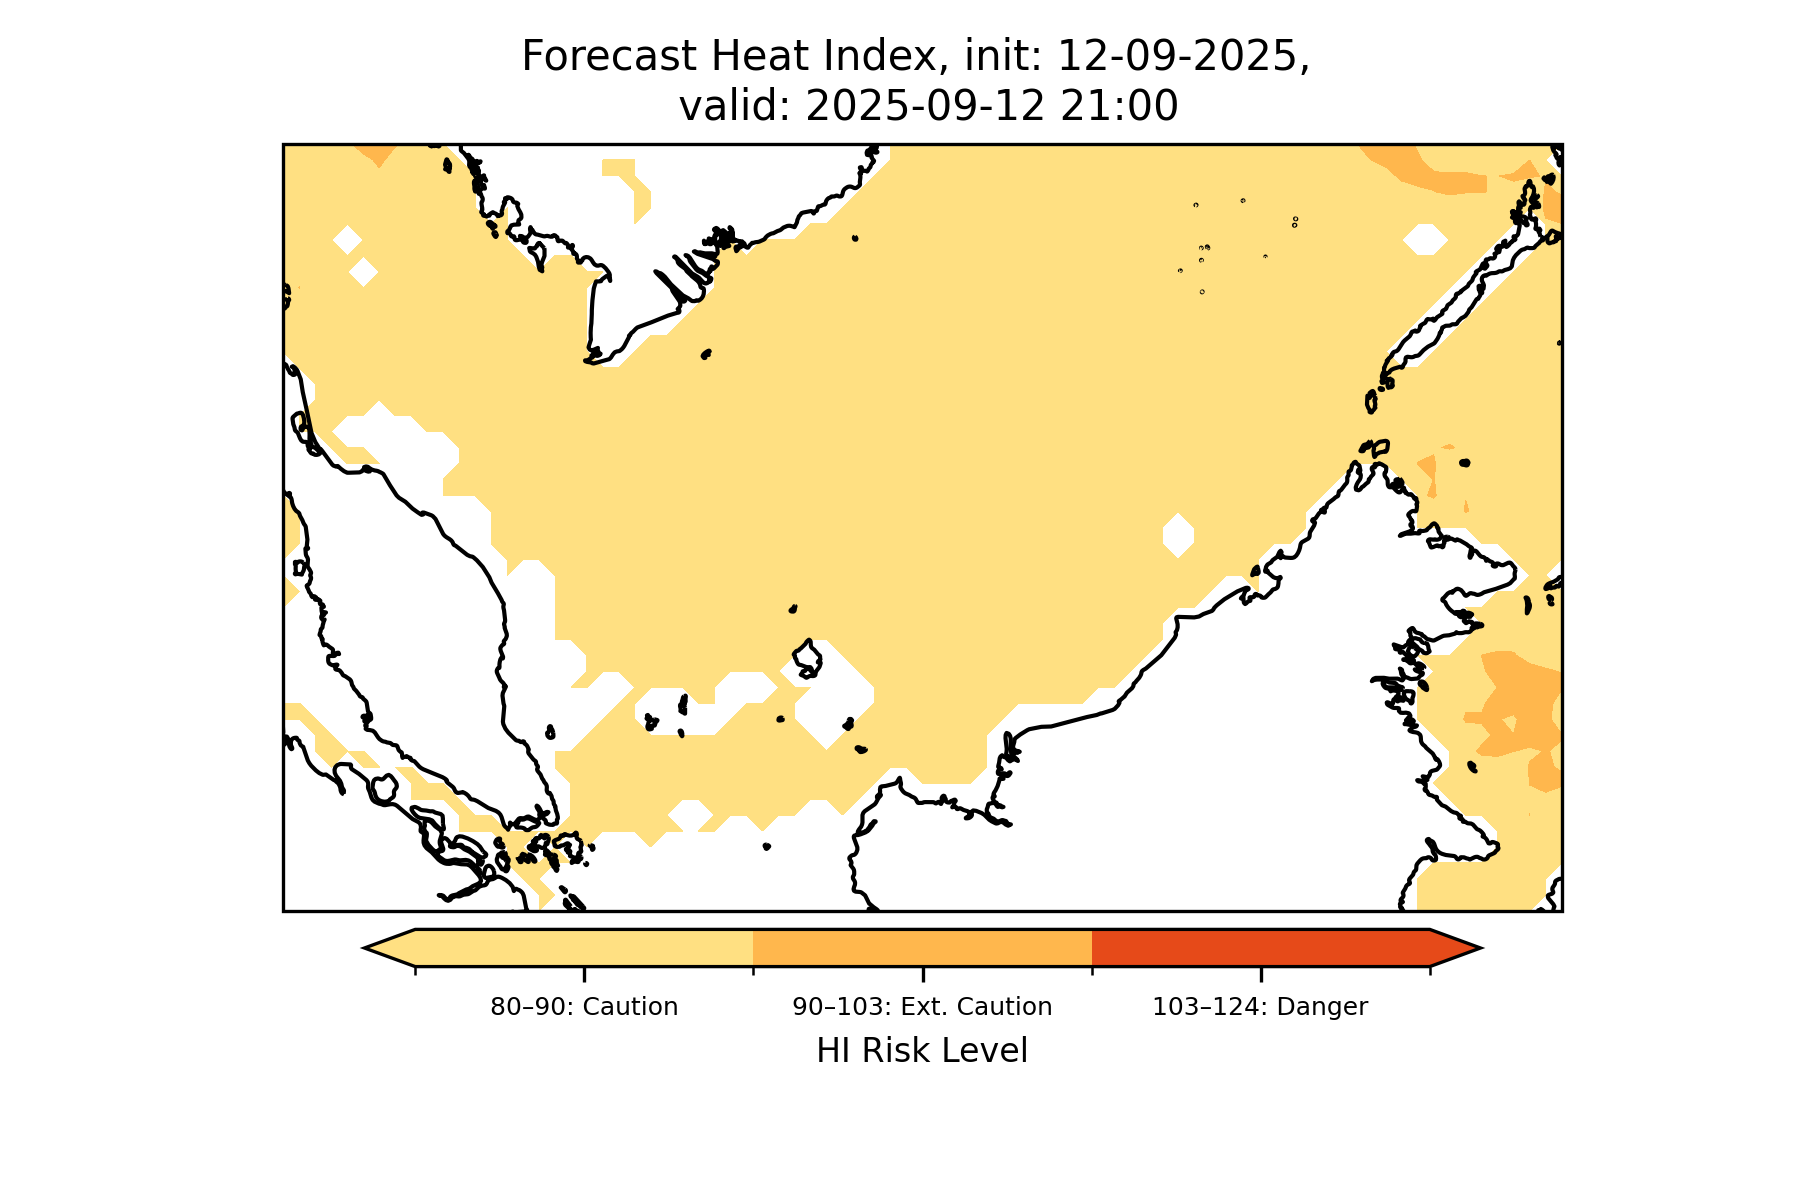 Forecast Heat Index, init: 12-09-2025,
valid: 2025-09-12 21:00
80–90: Caution
90–103: Ext. Caution
103–124: Danger
HI Risk Level